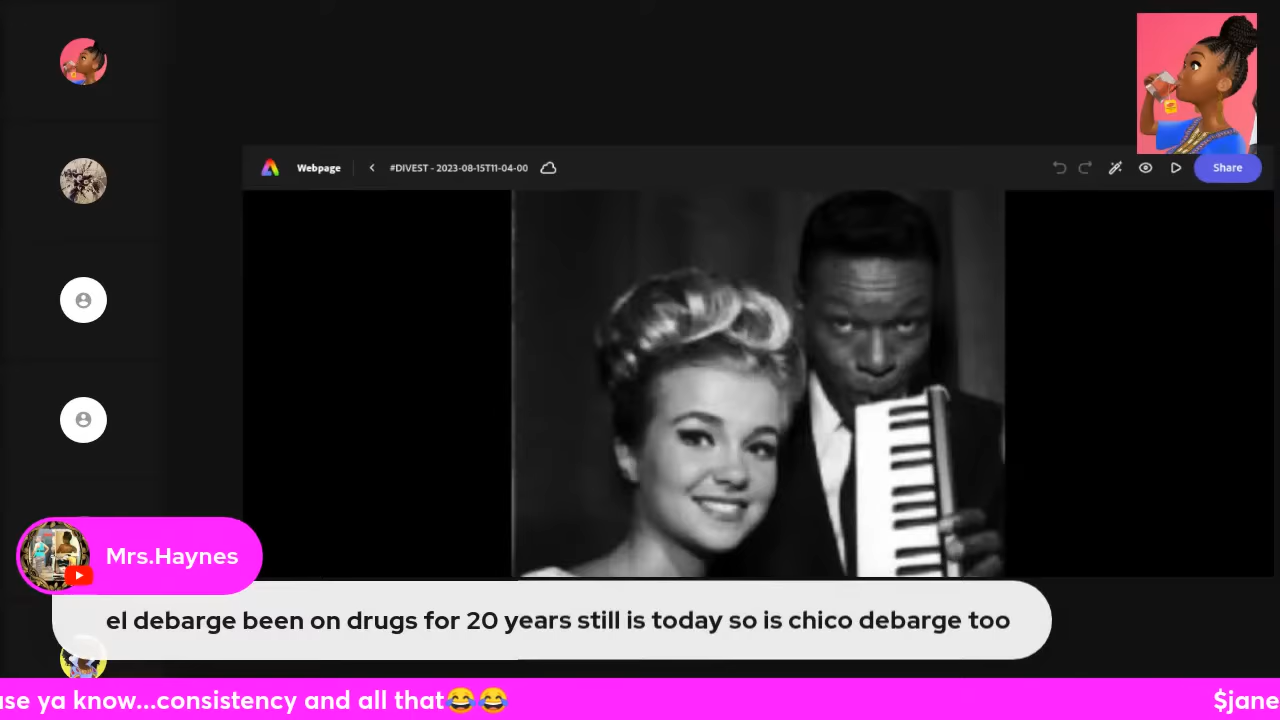 Webpage
#DIVEST - 2023-08-15T11-04-00
Share
Mrs.Haynes
el debarge been on drugs for 20 years still is today so is chico debarge too
ase ya know...consistency and all that😂😂
$jane